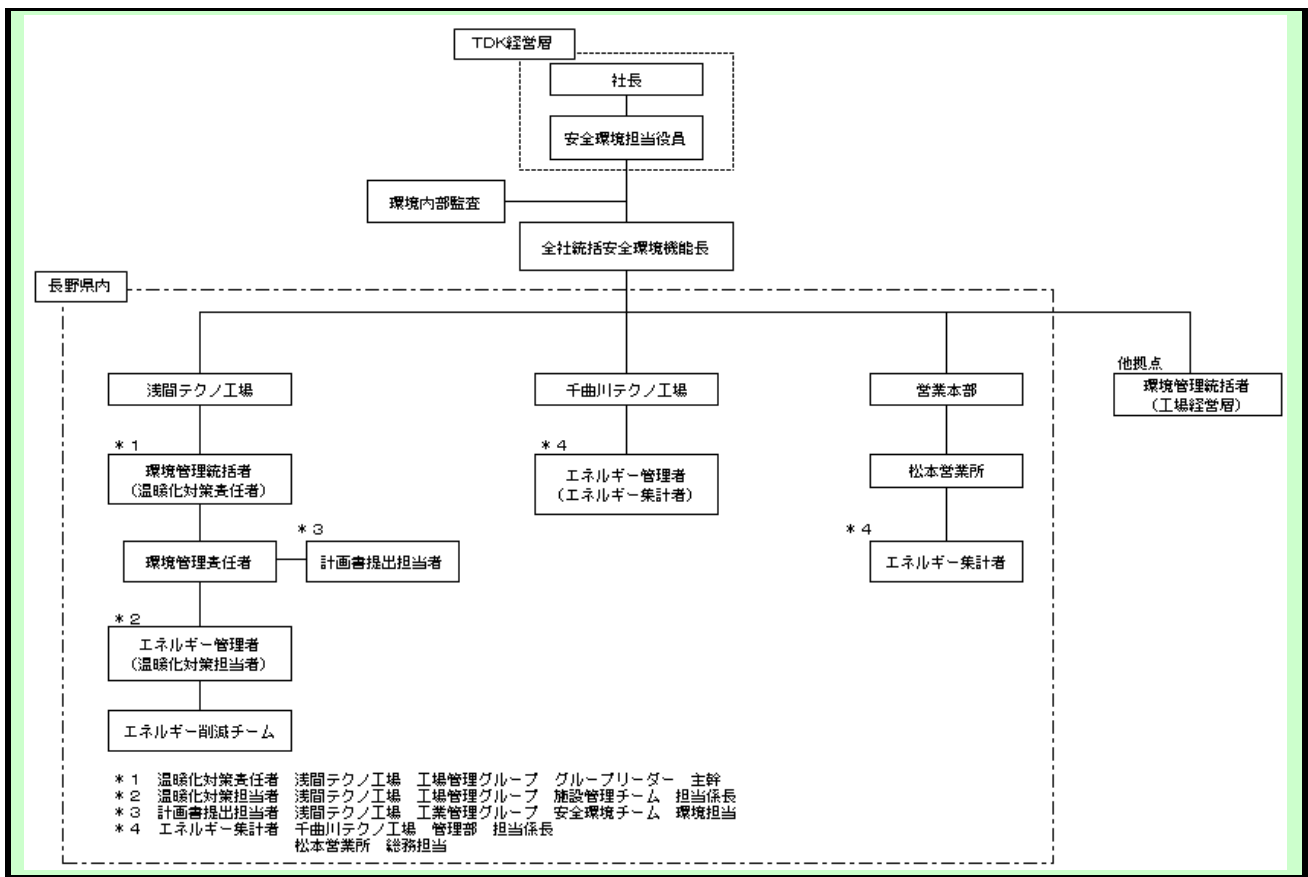 TDK経営層
社長
安全環境担当役員
環境内部監査
全社統括安全環境機能長
長野県内
他拠点
浅間テクノ工場
千曲川テクノ工場
営業本部
環境管理統括者
（工場経営層）
＊１
環境管理統括者
（温暖化対策責任者）
＊４
エネルギー管理者
（エネルギー集計者）
松本営業所
＊３
環境管理責任者
計画書提出担当者
＊４
エネルギー集計者
＊２
エネルギー管理者
（温暖化対策担当者）
エネルギー削減チーム
＊１　温暖化対策責任者　浅間テクノ工場　工場管理グループ　グループリーダー　主幹
＊２　温暖化対策担当者　浅間テクノ工場　工場管理グループ　施設管理チーム　担当係長
＊３　計画書提出担当者　浅間テクノ工場　工業管理グループ　安全環境チーム　環境担当
＊４　エネルギー集計者　千曲川テクノ工場　管理部　担当係長
松本営業所　総務担当